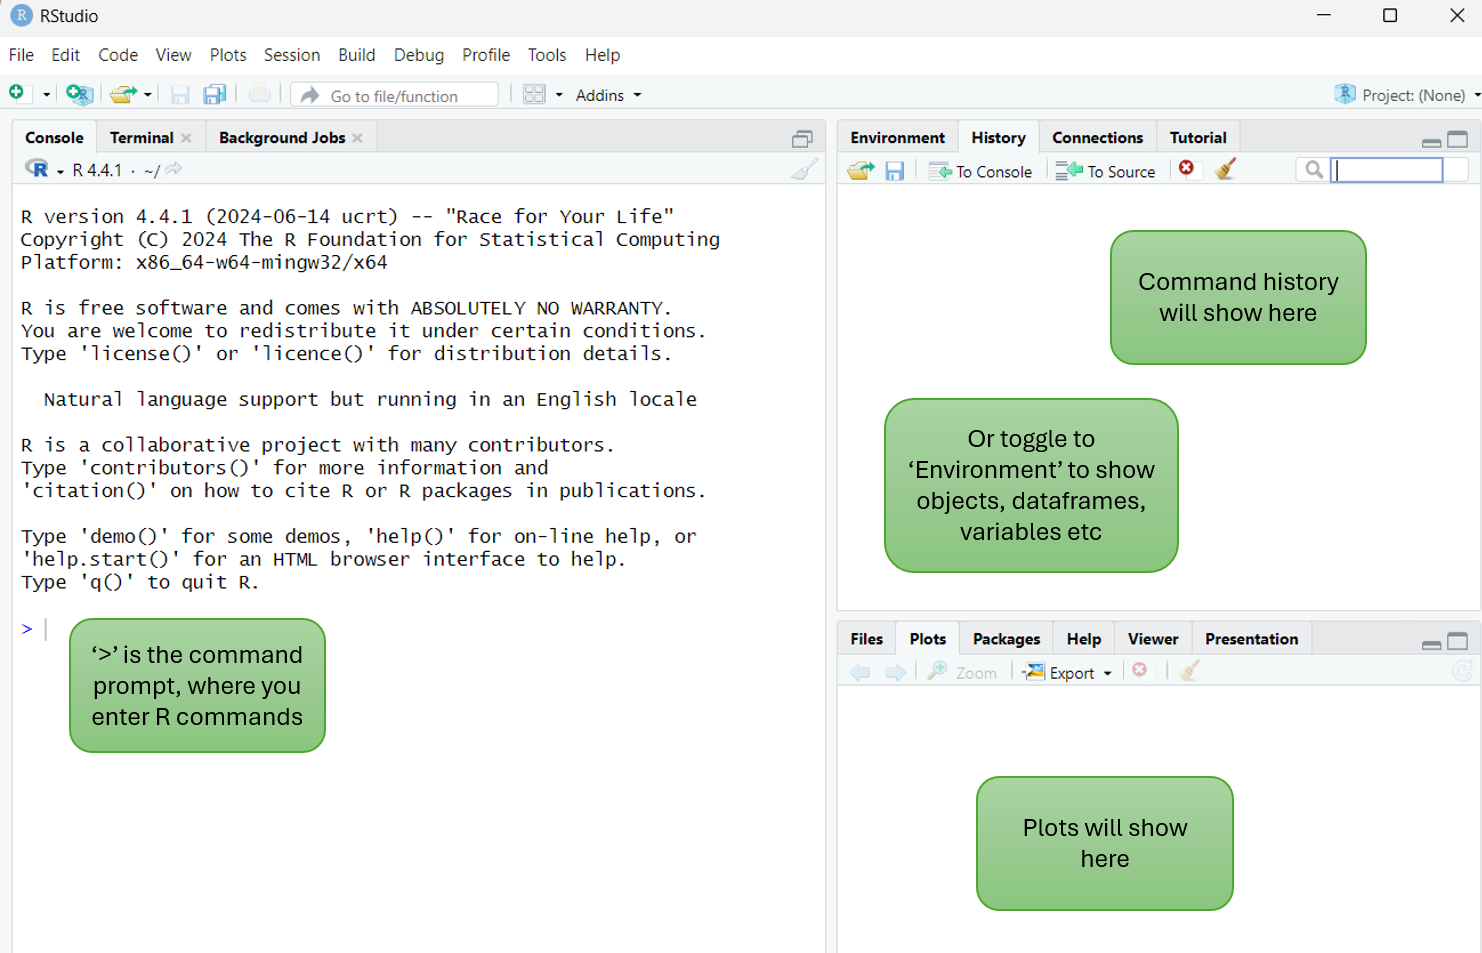 RStudio
File Edit Code View Plots Session Build Debug Profile Tools Help
Go to file/function Addins Project: (None)
Console Terminal Background Jobs
R R 4.4.1 · ~/
R version 4.4.1 (2024-06-14 ucrt) -- "Race for Your Life"
Copyright (C) 2024 The R Foundation for Statistical Computing
Platform: x86_64-w64-mingw32/x64
R is free software and comes with ABSOLUTELY NO WARRANTY.
You are welcome to redistribute it under certain conditions.
Type 'license()' or 'licence()' for distribution details.
Natural language support but running in an English locale
R is a collaborative project with many contributors.
Type 'contributors()' for more information and
'citation()' on how to cite R or R packages in publications.
Type 'demo()' for some demos, 'help()' for on-line help, or
'help.start()' for an HTML browser interface to help.
Type 'q()' to quit R.
>
‘>’ is the command
prompt, where you
enter R commands
Environment History Connections Tutorial
To Console To Source
Command history
will show here
Or toggle to
‘Environment’ to show
objects, dataframes,
variables etc
Files Plots Packages Help Viewer Presentation
Zoom Export
Plots will show
here